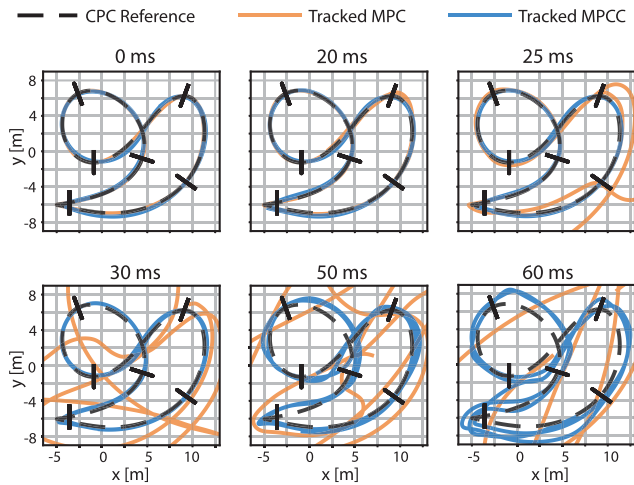 CPC Reference Tracked MPC Tracked MPCC
0 ms 20 ms 25 ms
8
4
0
-4
-8
y [m]
30 ms 50 ms 60 ms
8
4
0
-4
-8
y [m]
-5 0 5 10 -5 0 5 10 -5 0 5 10
x [m] x [m] x [m]